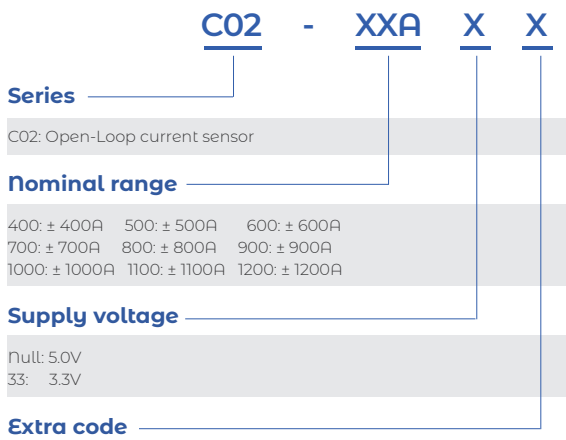 C02 - XXA X X
Series
C02: Open-Loop current sensor
Nominal range
400: ± 400A 500: ± 500A 600: ± 600A
700: ± 700A 800: ± 800A 900: ± 900A
1000: ± 1000A 1100: ± 1100A 1200: ± 1200A
Supply voltage
Null: 5.0V
33: 3.3V
Extra code